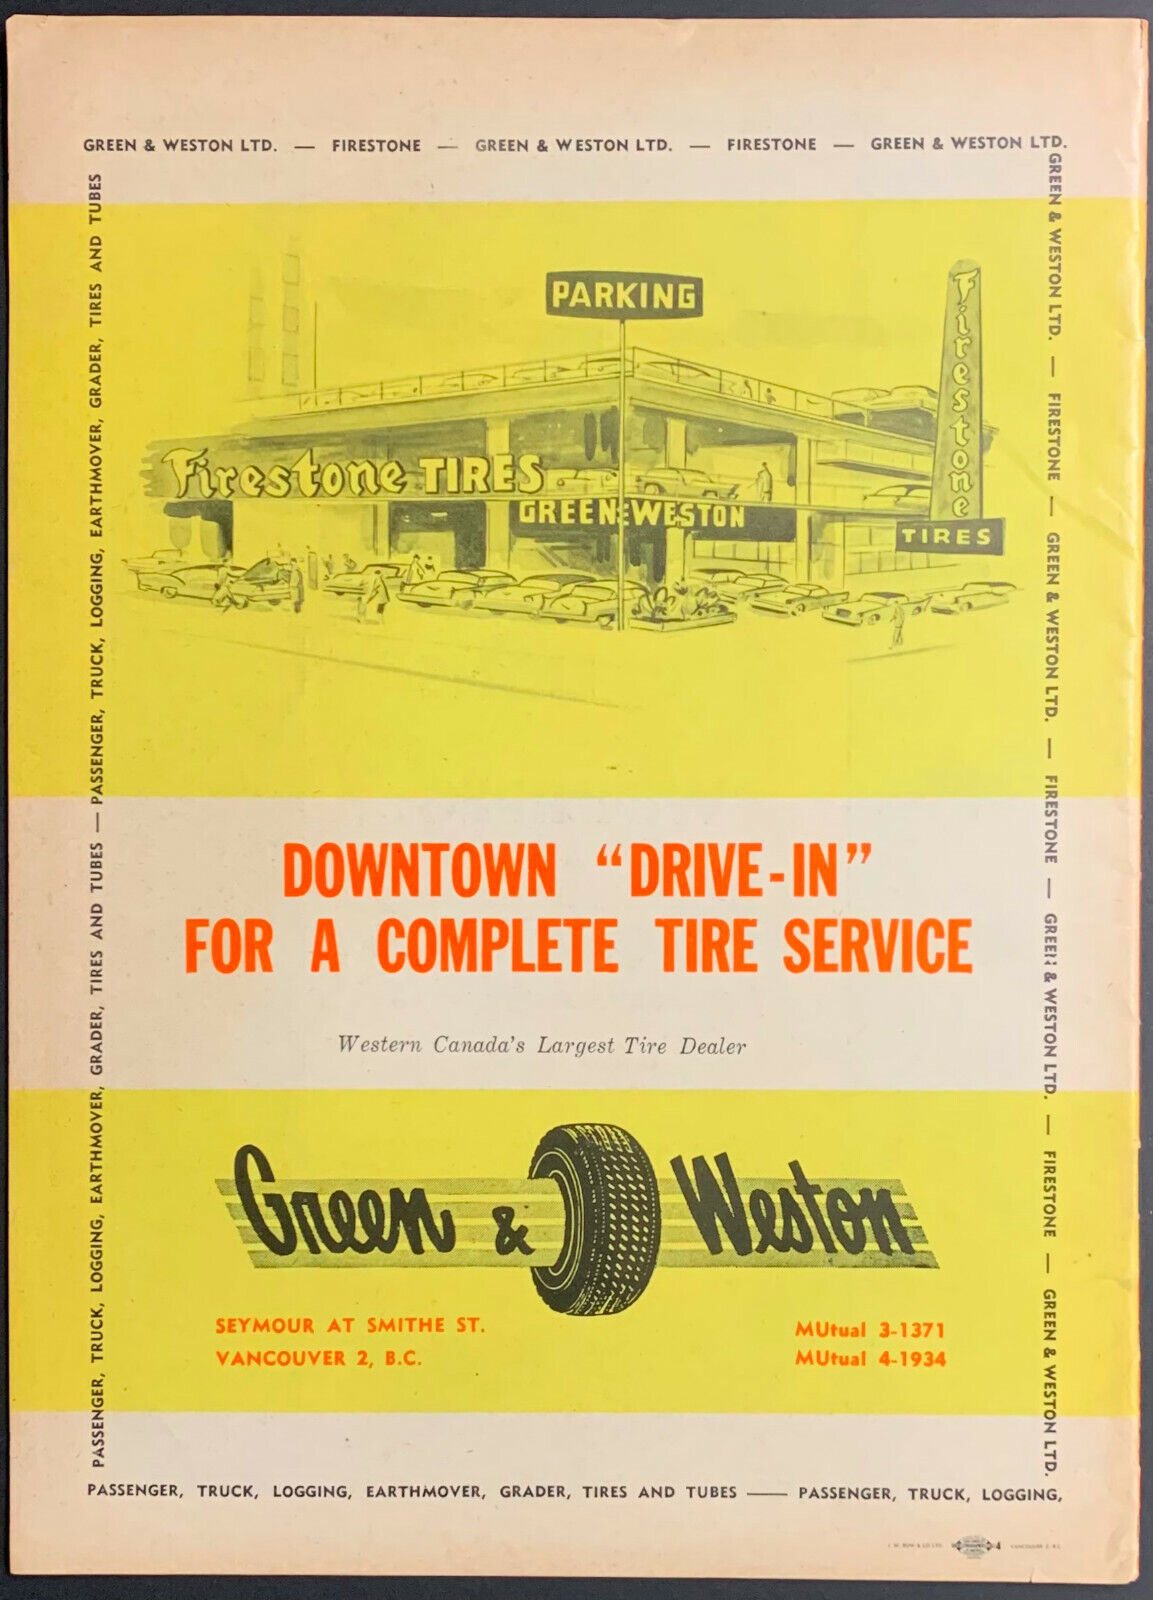 GREEN & WESTON LTD. — FIRESTONE — GREEN & WESTON LTD. — FIRESTONE — GREEN & WESTON LTD.
PASSENGER, TRUCK, LOGGING, EARTHMOVER, GRADER, TIRES AND TUBES — PASSENGER, TRUCK, LOGGING, EARTHMOVER, GRADER, TIRES AND TUBES
GREEN & WESTON LTD. — FIRESTONE — GREEN & WESTON LTD. — FIRESTONE — GREEN & WESTON LTD. — FIRESTONE — GREEN & WESTON LTD.
PARKING
Firestone
TIRES
Firestone TIRES
GREEN & WESTON
DOWNTOWN “DRIVE-IN”
FOR A COMPLETE TIRE SERVICE
Western Canada's Largest Tire Dealer
Green & Weston
SEYMOUR AT SMITHE ST.
VANCOUVER 2, B.C.
MUtual 3-1371
MUtual 4-1934
PASSENGER, TRUCK, LOGGING, EARTHMOVER, GRADER, TIRES AND TUBES — PASSENGER, TRUCK, LOGGING,
4 VANCOUVER 2, B.C.